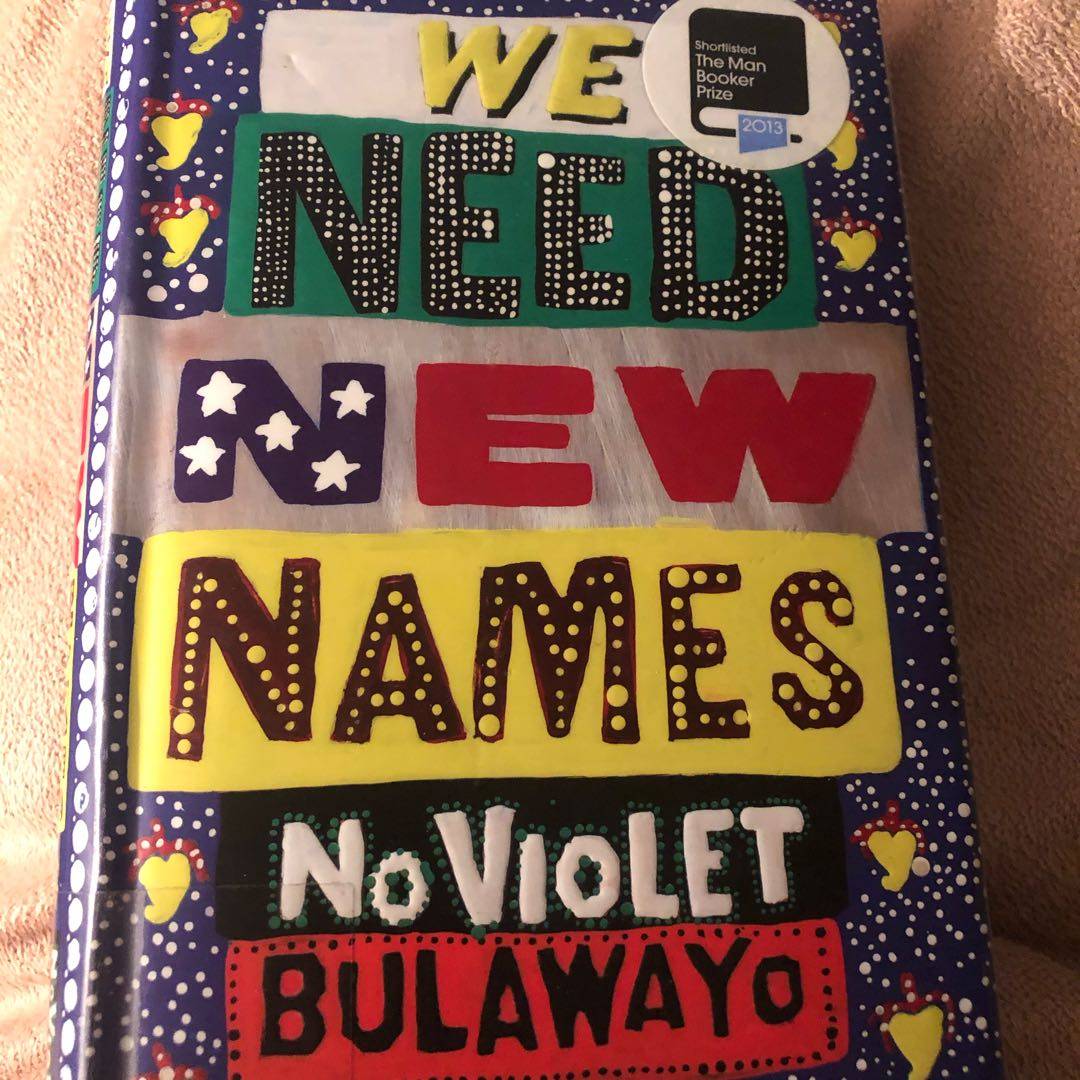 WE
Shortlisted
The Man
Booker
Prize
2013
NEED
NEW
NAMES
NoVIOLET
BULAWAYO